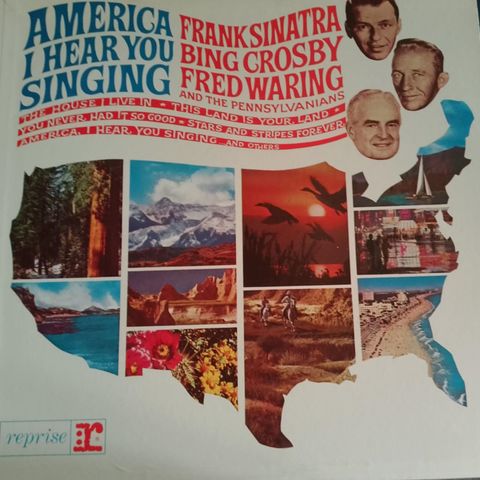 AMERICA
I HEAR YOU
SINGING
FRANK SINATRA
BING CROSBY
FRED WARING
AND THE PENNSYLVANIANS
THE HOUSE I LIVE IN • THIS LAND IS YOUR LAND •
YOU NEVER HAD IT SO GOOD • STARS AND STRIPES FOREVER
AMERICA, I HEAR YOU SINGING...AND OTHERS
reprise r: